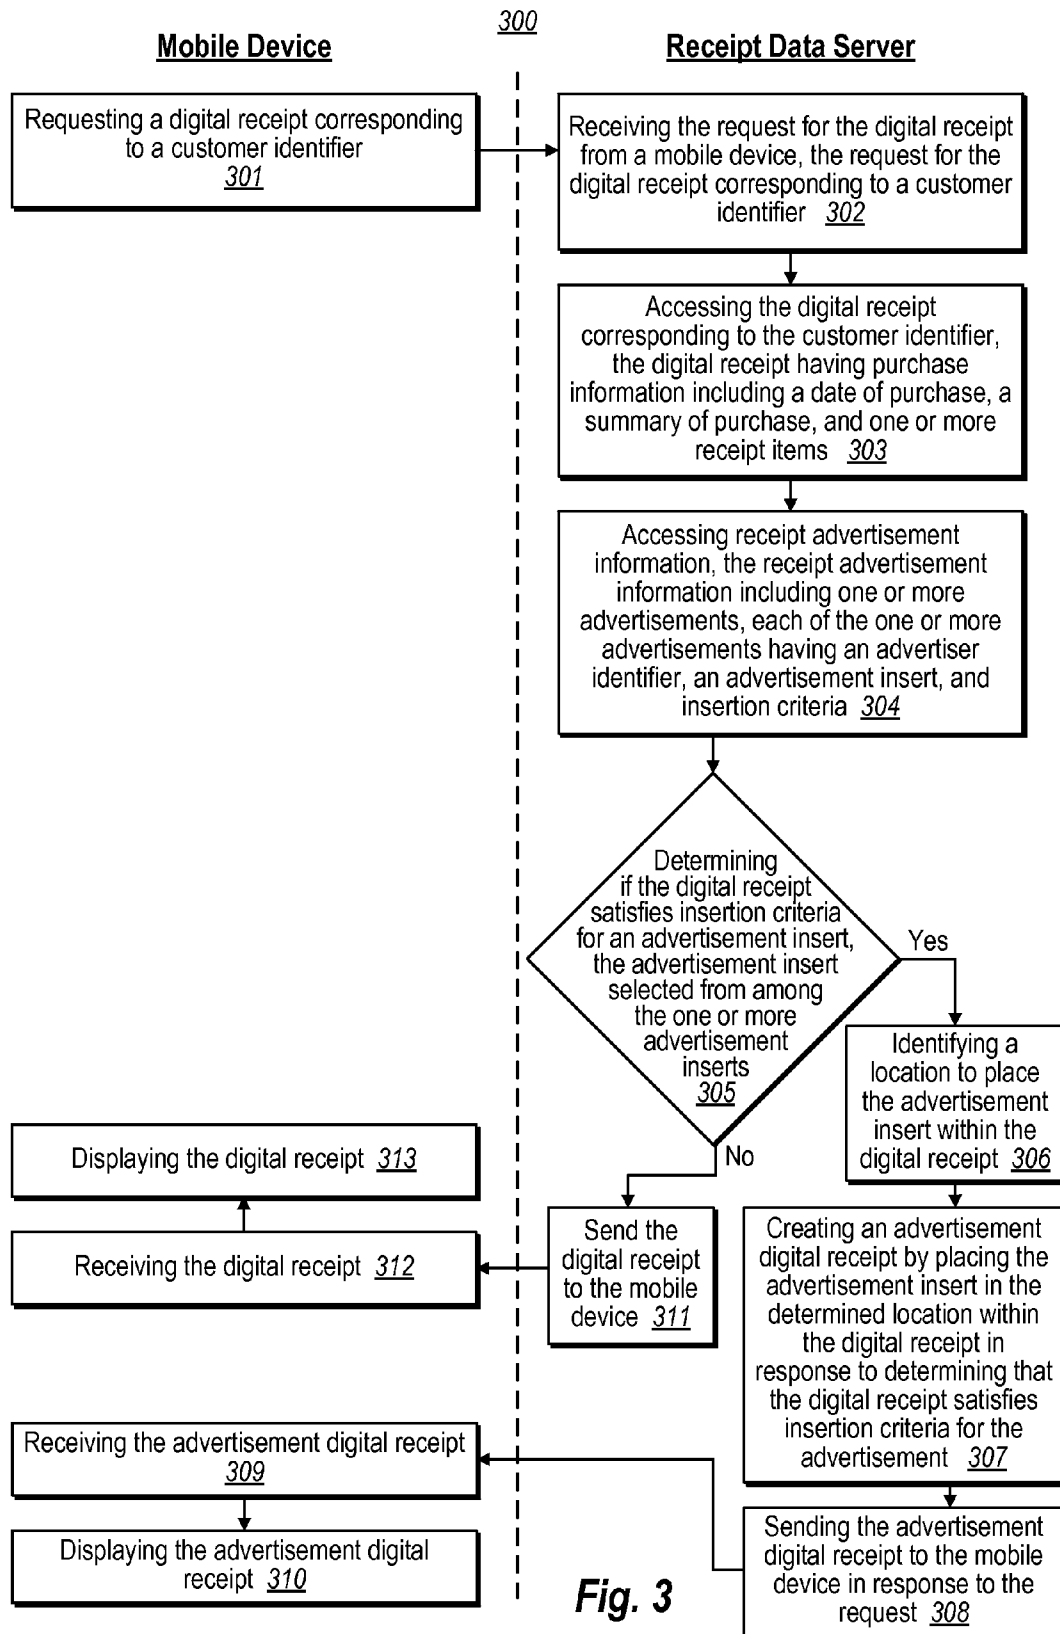 300
Mobile Device
Receipt Data Server
Requesting a digital receipt corresponding
to a customer identifier
301
Receiving the request for the digital receipt
from a mobile device, the request for the
digital receipt corresponding to a customer
identifier 302
Accessing the digital receipt
corresponding to the customer identifier,
the digital receipt having purchase
information including a date of purchase, a
summary of purchase, and one or more
receipt items 303
Accessing receipt advertisement
information, the receipt advertisement
information including one or more
advertisements, each of the one or more
advertisements having an advertiser
identifier, an advertisement insert, and
insertion criteria 304
Determining
if the digital receipt
satisfies insertion criteria
for an advertisement insert,
the advertisement insert
selected from among
the one or more
advertisement
inserts
305
Yes
No
Identifying a
location to place
the advertisement
insert within the
digital receipt 306
Creating an advertisement
digital receipt by placing the
advertisement insert in the
determined location within
the digital receipt in
response to determining that
the digital receipt satisfies
insertion criteria for the
advertisement 307
Sending the advertisement
digital receipt to the mobile
device in response to the
request 308
Send the
digital receipt
to the mobile
device 311
Displaying the digital receipt 313
Receiving the digital receipt 312
Receiving the advertisement digital receipt
309
Displaying the advertisement digital
receipt 310
Fig. 3